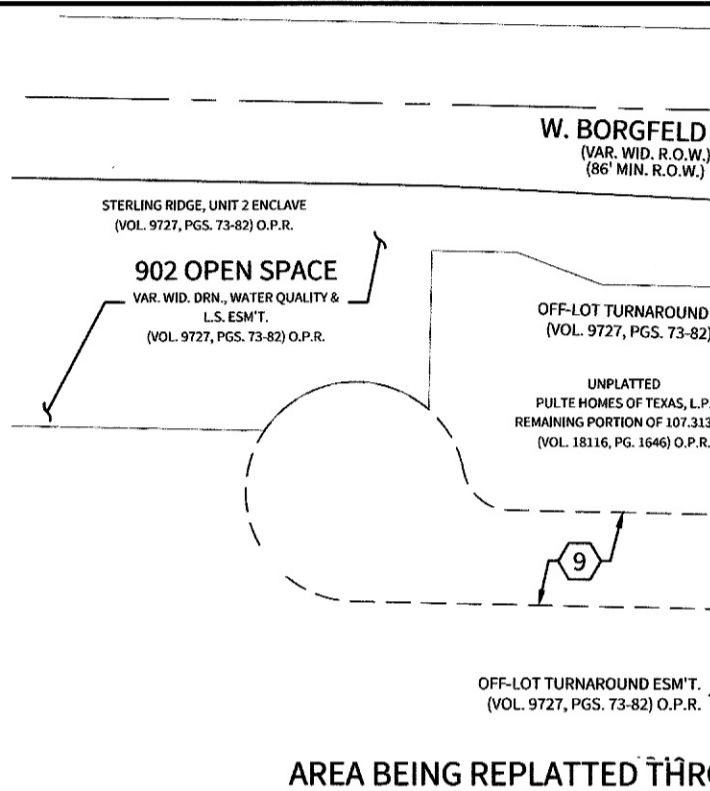 W. BORGFELD
(VAR. WID. R.O.W.)
(86' MIN. R.O.W.)
STERLING RIDGE, UNIT 2 ENCLAVE
(VOL. 9727, PGS. 73-82) O.P.R.
902 OPEN SPACE
VAR. WID. DRN., WATER QUALITY &
L.S. ESM'T.
(VOL. 9727, PGS. 73-82) O.P.R.
OFF-LOT TURNAROUND
(VOL. 9727, PGS. 73-82)
UNPLATTED
PULTE HOMES OF TEXAS, L.P.
REMAINING PORTION OF 107.313
(VOL. 18116, PG. 1646) O.P.R.
9
OFF-LOT TURNAROUND ESM'T.
(VOL. 9727, PGS. 73-82) O.P.R.
AREA BEING REPLATTED